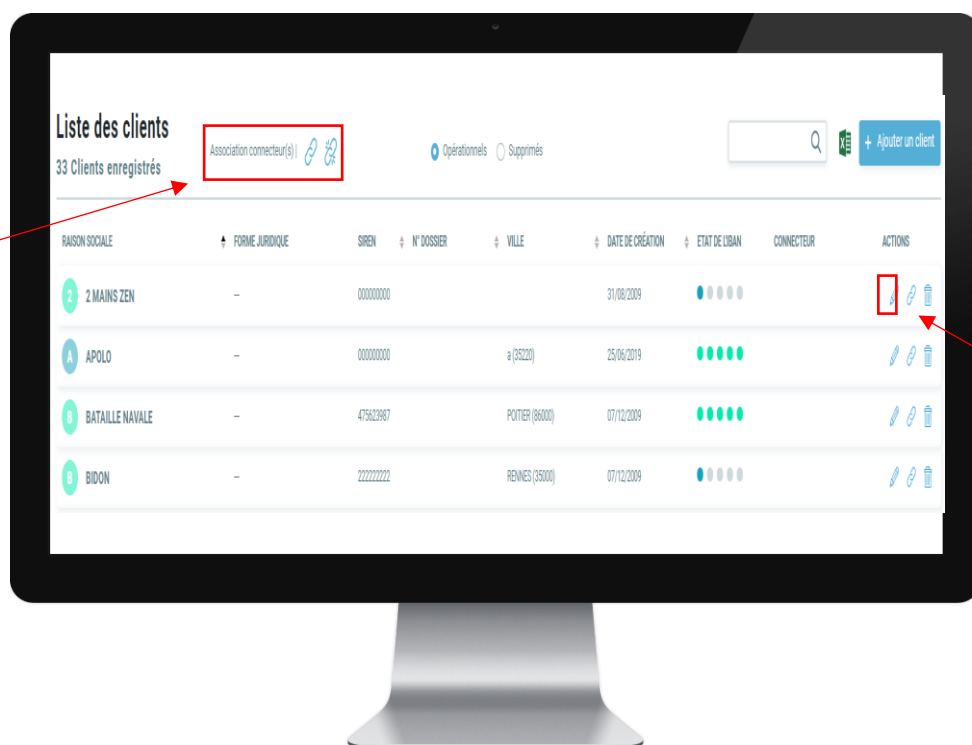 Liste des clients
33 Clients enregistrés
Association connecteur(s) |
Opérationnels Supprimés
+ Ajouter un client
RAISON SOCIALE FORME JURIDIQUE SIREN N° DOSSIER VILLE DATE DE CRÉATION ETAT DE L'IBAN CONNECTEUR ACTIONS
2 2 MAINS ZEN -- 000000000 31/08/2009
A APOLO -- 000000000 a (35220) 25/06/2019
B BATAILLE NAVALE -- 475623987 POITIER (86000) 07/12/2009
B BIDON -- 222222222 RENNES (35000) 07/12/2009